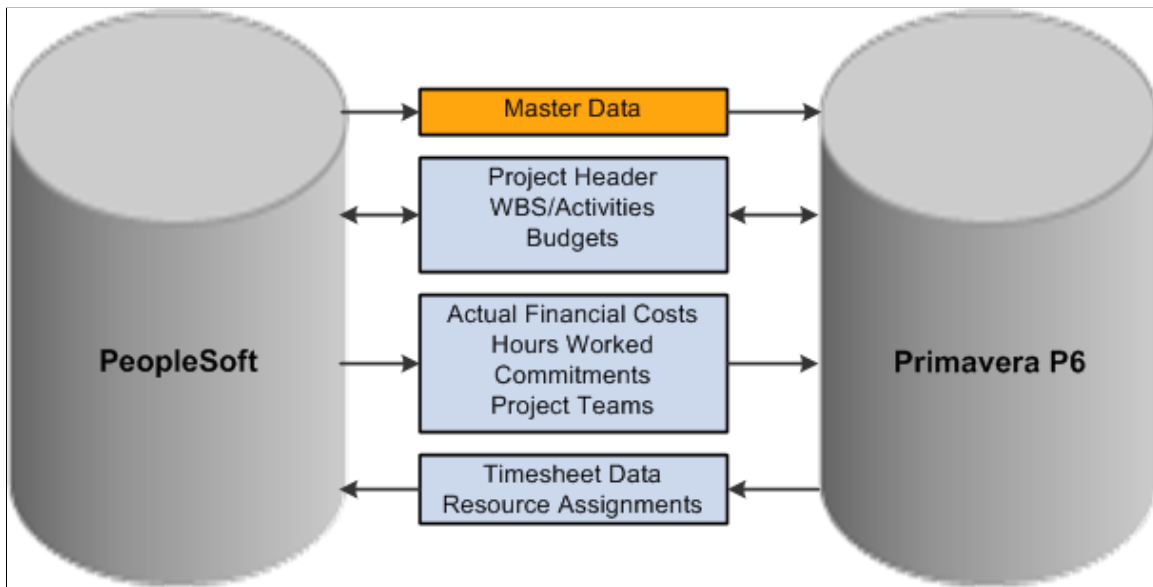 Master Data
Project Header
WBS/Activities
Budgets
Actual Financial Costs
Hours Worked
Commitments
Project Teams
Timesheet Data
Resource Assignments
PeopleSoft
Primavera P6